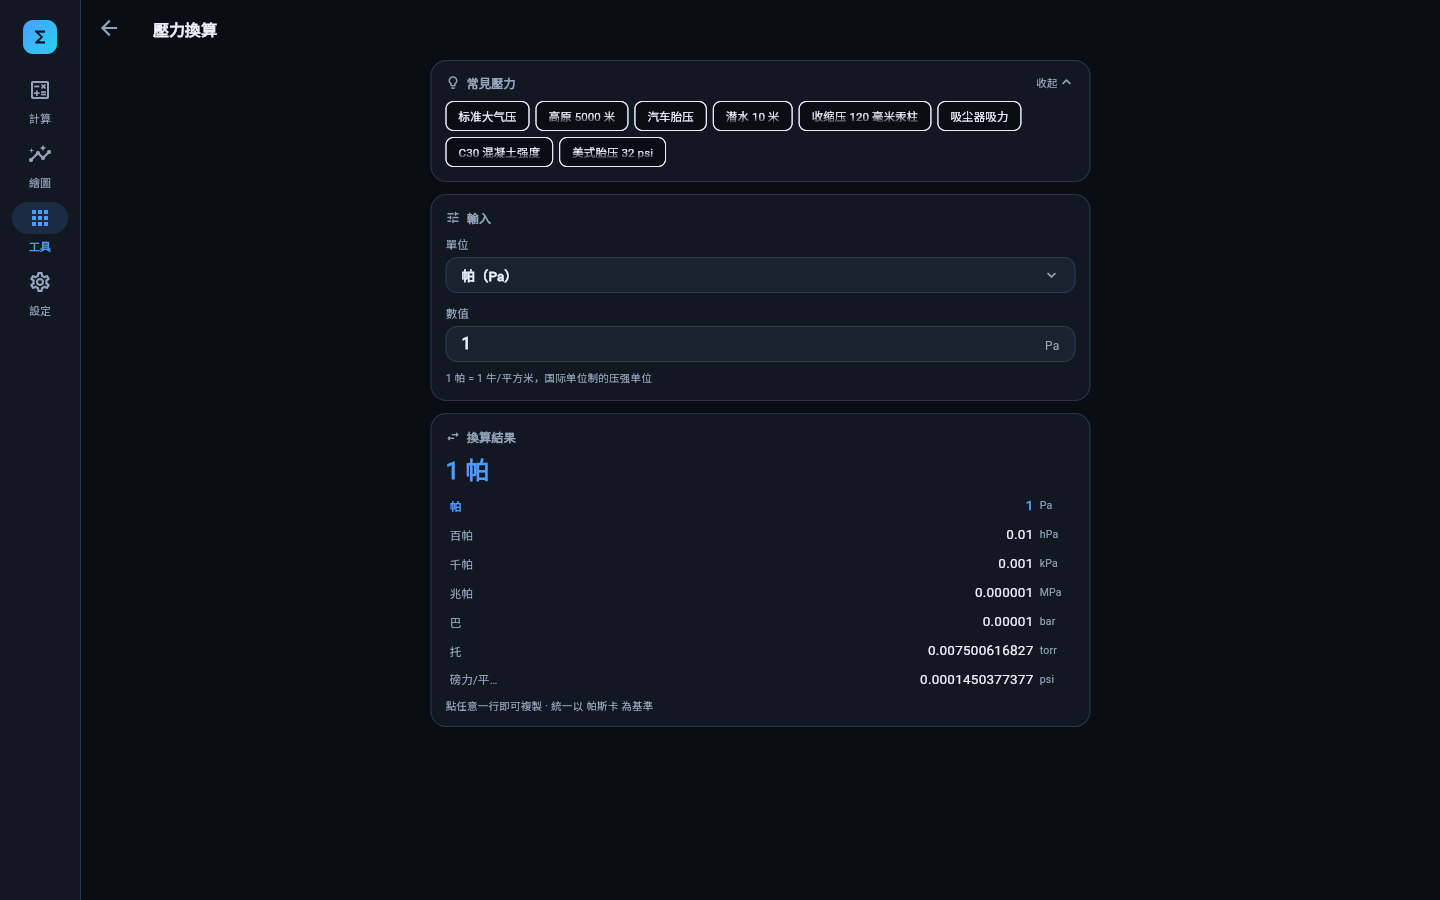 Σ
壓力換算
計算
繪圖
工具
設定
常見壓力
收起
标准大气压
高原 5000 米
汽车胎压
潜水 10 米
收缩压 120 毫米汞柱
吸尘器吸力
C30 混凝土强度
美式胎压 32 psi
輸入
單位
帕（Pa）
數值
1 Pa
1 帕 = 1 牛/平方米，国际单位制的压强单位
換算結果
1 帕
帕 1 Pa
百帕 0.01 hPa
千帕 0.001 kPa
兆帕 0.000001 MPa
巴 0.00001 bar
托 0.007500616827 torr
磅力/平... 0.0001450377377 psi
點任意一行即可複製 · 統一以 帕斯卡 為基準